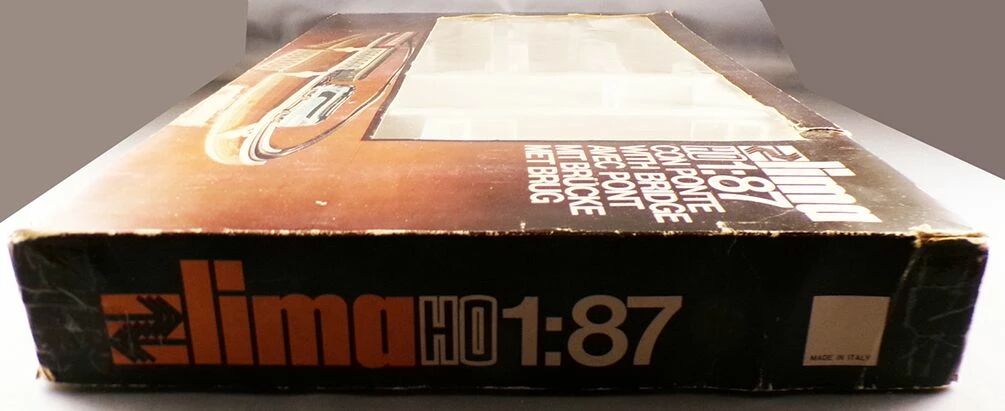 lima
HO 1:87
CON PONTE
WITH BRIDGE
AVEC PONT
MIT BRÜCKE
MET BRUG
lima HO 1:87
MADE IN ITALY